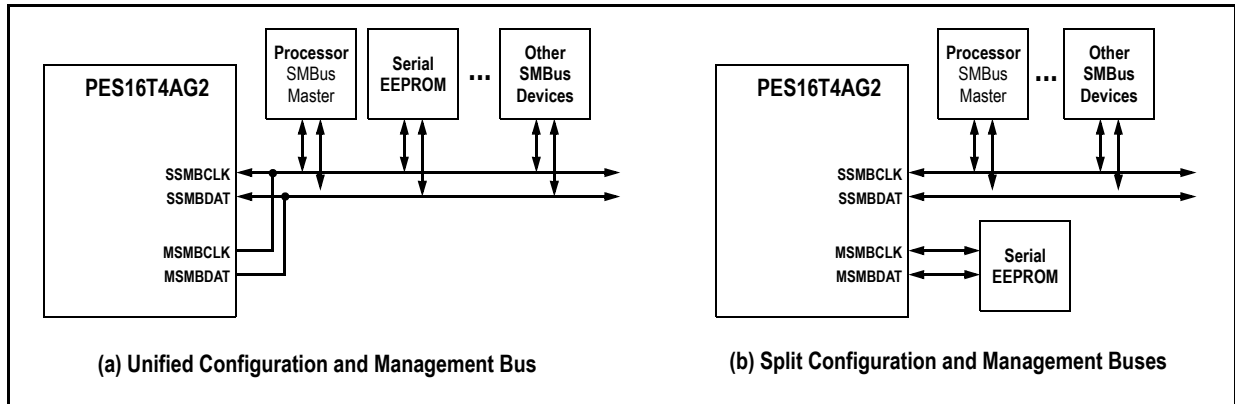 PES16T4AG2
Processor
SMBus
Master
Serial
EEPROM
...
Other
SMBus
Devices
SSMBCLK
SSMBDAT
MSMBCLK
MSMBDAT
(a) Unified Configuration and Management Bus
PES16T4AG2
Processor
SMBus
Master
...
Other
SMBus
Devices
SSMBCLK
SSMBDAT
MSMBCLK
MSMBDAT
Serial
EEPROM
(b) Split Configuration and Management Buses